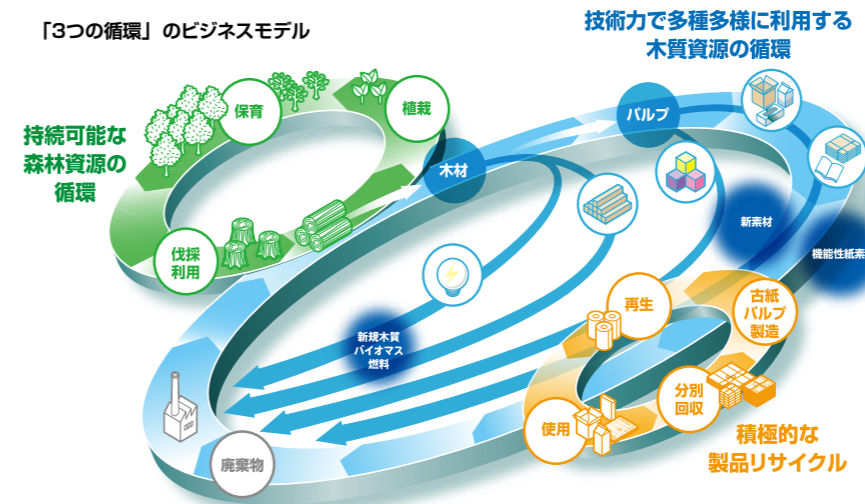 「3つの循環」のビジネスモデル
技術力で多種多様に利用する
木質資源の循環
持続可能な
森林資源の
循環
保育
植栽
伐採
利用
木材
パルプ
新素材
機能性紙素
新規木質
バイオマス
燃料
再生
古紙
パルプ
製造
分別
回収
使用
廃棄物
積極的な
製品リサイクル